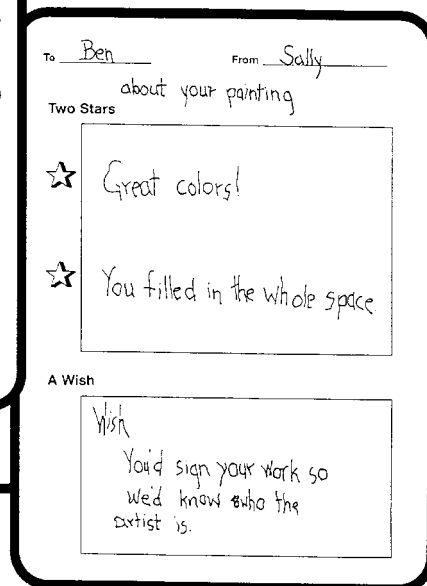 To Ben From Sally
about your painting
Two Stars
Great colors!
You filled in the whole space
A Wish
Wish
You'd sign your work so
we'd know who the
artist is.